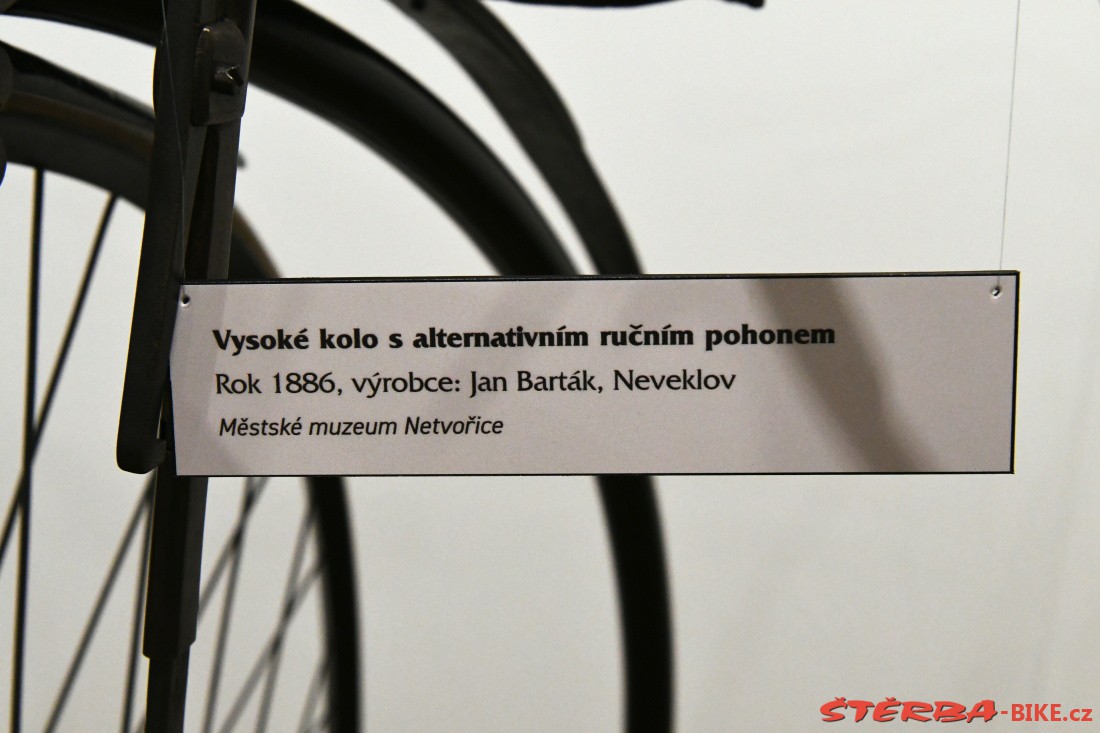 Vysoké kolo s alternativním ručním pohonem
Rok 1886, výrobce: Jan Barták, Neveklov
Městské muzeum Netvořice
ŠTĚRBA-BIKE.cz